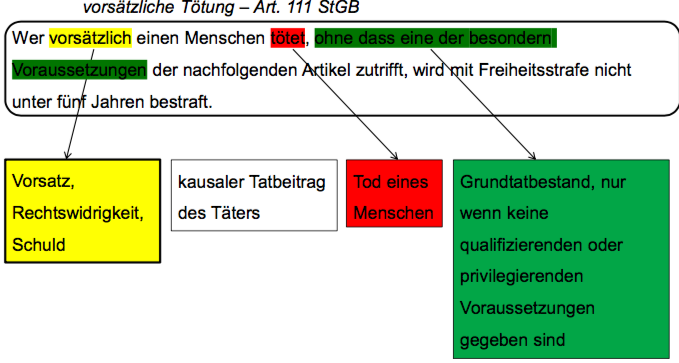 vorsätzliche Tötung – Art. 111 StGB
Wer vorsätzlich einen Menschen tötet, ohne dass eine der besondern
Voraussetzungen der nachfolgenden Artikel zutrifft, wird mit Freiheitsstrafe nicht
unter fünf Jahren bestraft.
Vorsatz,
Rechtswidrigkeit,
Schuld
kausaler Tatbeitrag
des Täters
Tod eines
Menschen
Grundtatbestand, nur
wenn keine
qualifizierenden oder
privilegierenden
Voraussetzungen
gegeben sind